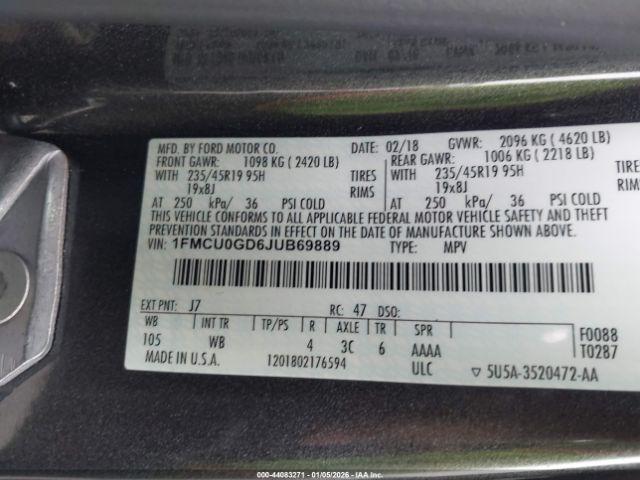 MFD. BY FORD MOTOR CO. DATE: 02/18 GVWR: 2096 KG ( 4620 LB)
FRONT GAWR: 1098 KG ( 2420 LB) REAR GAWR: 1006 KG ( 2218 LB)
WITH 235/45R19 95H TIRES WITH 235/45R19 95H TIRES
19x8J RIMS 19x8J RIMS
AT 250 kPa/ 36 PSI COLD AT 250 kPa/ 36 PSI COLD
THIS VEHICLE CONFORMS TO ALL APPLICABLE FEDERAL MOTOR VEHICLE SAFETY AND THEFT
PREVENTION STANDARDS IN EFFECT ON THE DATE OF MANUFACTURE SHOWN ABOVE.
VIN: 1FMCU0GD6JUB69889 TYPE: MPV
EXT PNT: J7 RC: 47 DSO:
WB INT TR TP/PS R AXLE TR SPR F0088
105 WB 4 3C 6 AAAA T0287
MADE IN U.S.A. 1201802176594 ULC ▽ 5U5A-3520472-AA
000-44083271 - 01/05/2026 - IAAI.COM